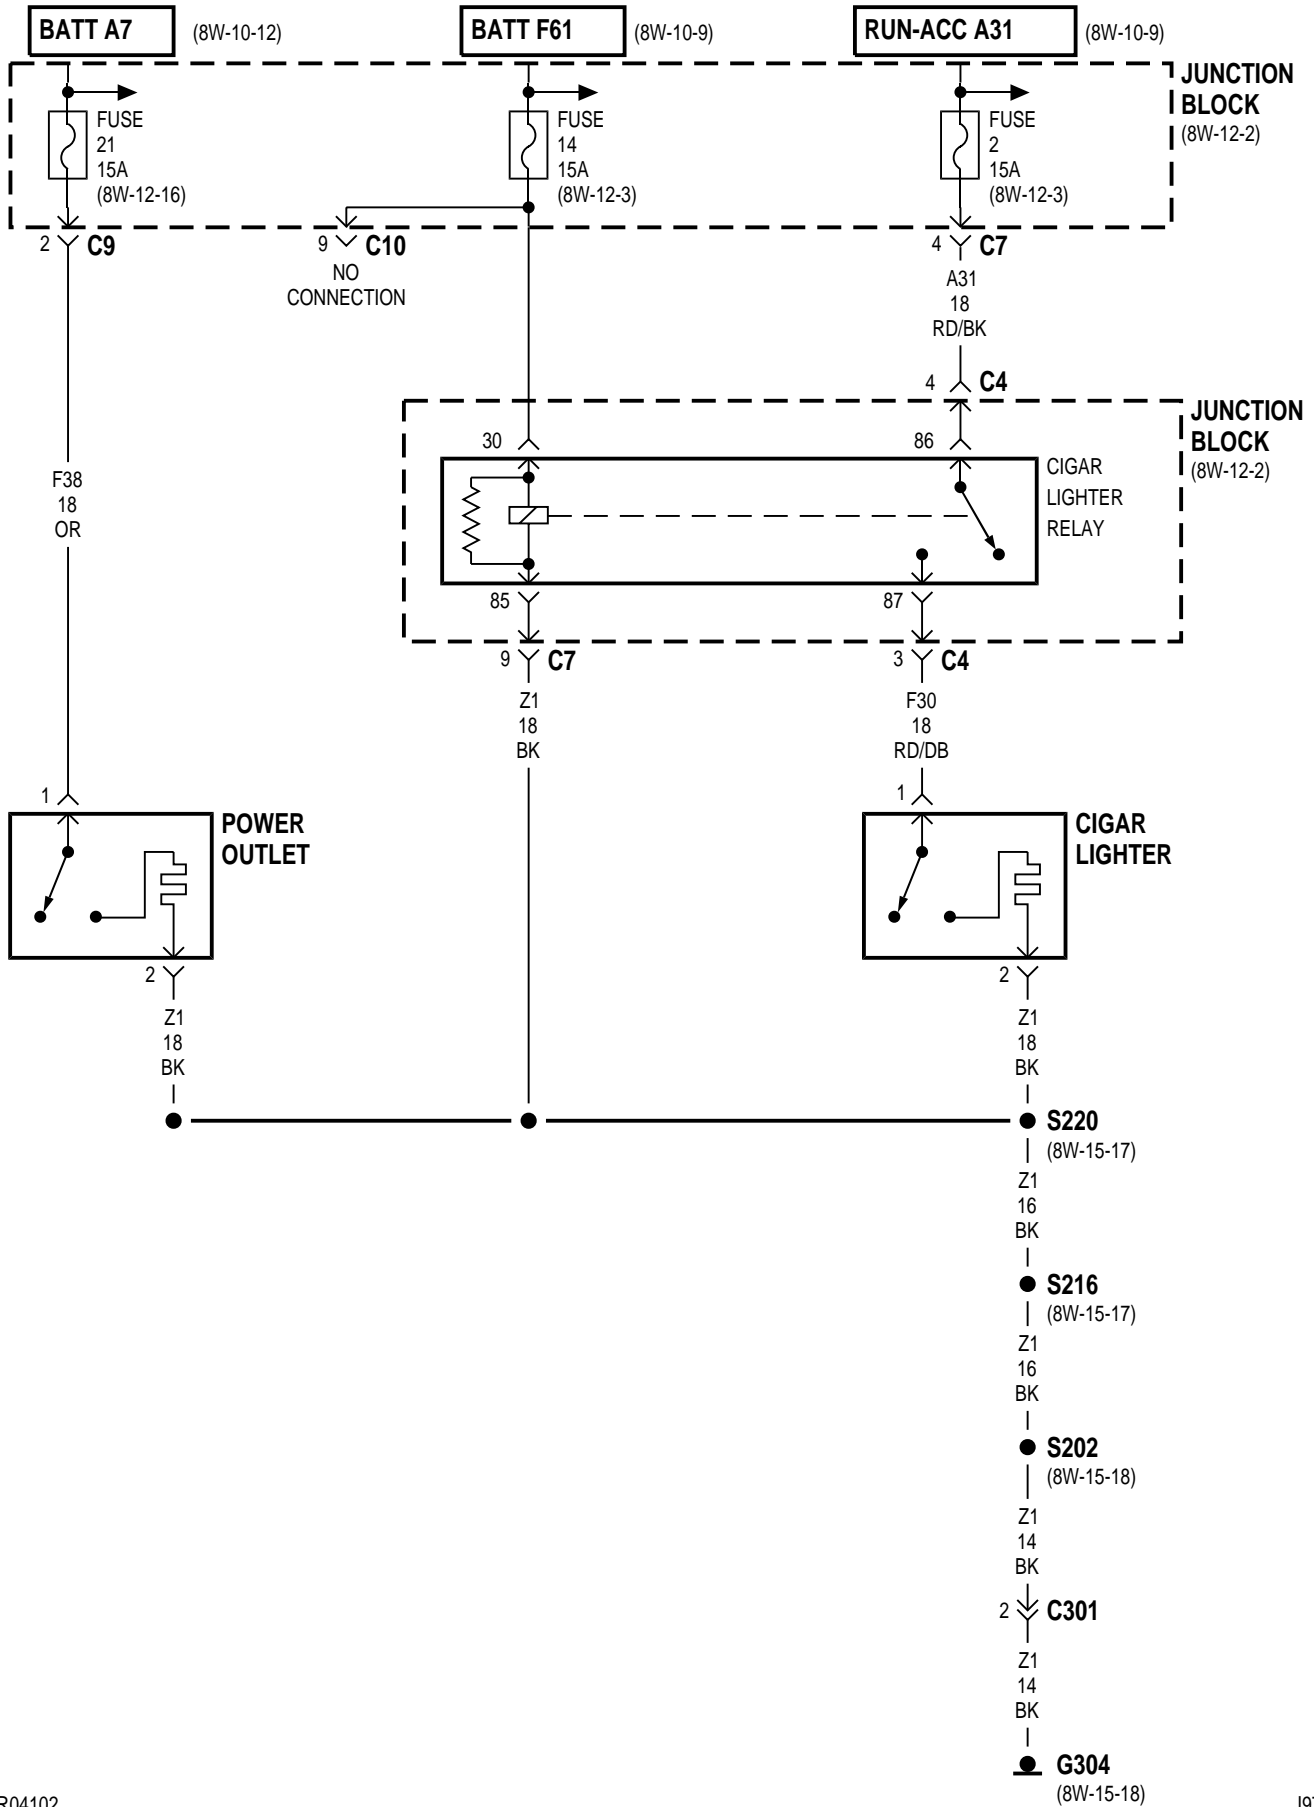 BATT A7 (8W-10-12) BATT F61 (8W-10-9) RUN-ACC A31 (8W-10-9)
JUNCTION
BLOCK
(8W-12-2)
FUSE
21
15A
(8W-12-16)
FUSE
14
15A
(8W-12-3)
FUSE
2
15A
(8W-12-3)
2 C9
9 C10
NO
CONNECTION
4 C7
A31
18
RD/BK
4 C4
JUNCTION
BLOCK
(8W-12-2)
30
86
CIGAR
LIGHTER
RELAY
F38
18
OR
85
87
9 C7
3 C4
Z1
18
BK
F30
18
RD/DB
1
POWER
OUTLET
1
CIGAR
LIGHTER
2
Z1
18
BK
2
Z1
18
BK
S220
(8W-15-17)
Z1
16
BK
S216
(8W-15-17)
Z1
16
BK
S202
(8W-15-18)
Z1
14
BK
2 C301
Z1
14
BK
G304
(8W-15-18)